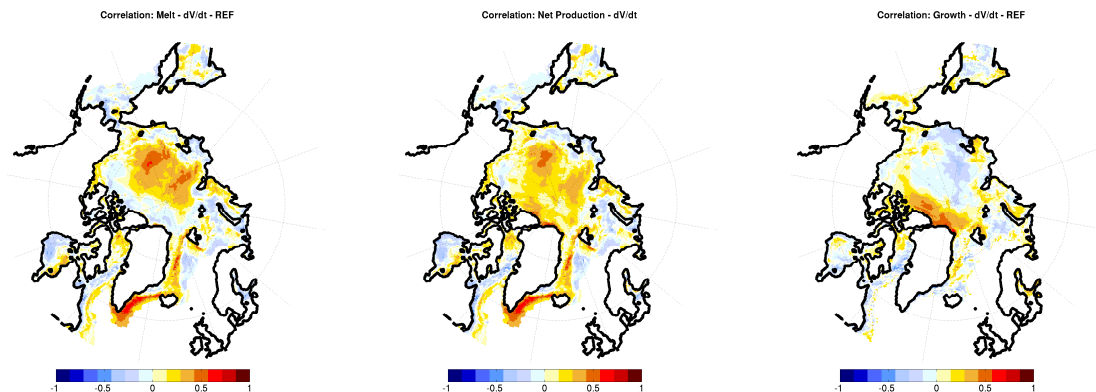 Correlation: Melt - dV/dt - REF
Correlation: Net Production - dV/dt
Correlation: Growth - dV/dt - REF
-1 -0.5 0 0.5 1
-1 -0.5 0 0.5 1
-1 -0.5 0 0.5 1